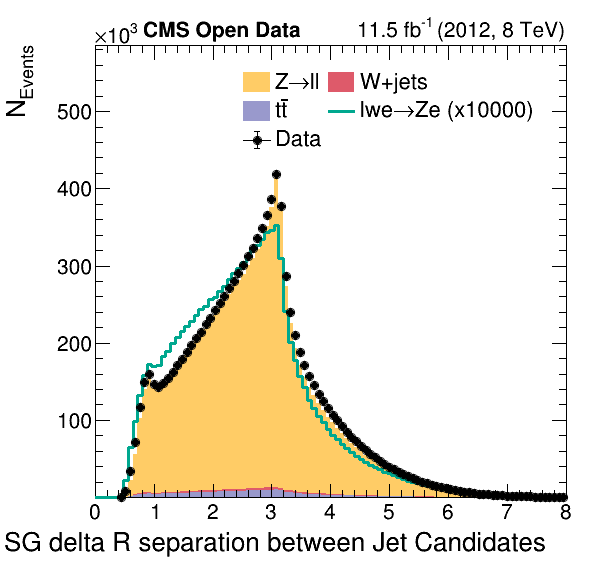 ×10³ CMS Open Data 11.5 fb⁻¹ (2012, 8 TeV)
N_Events
Z→ll W+jets
tt̄ lwe→Ze (x10000)
Data
500
400
300
200
100
0 1 2 3 4 5 6 7 8
SG delta R separation between Jet Candidates